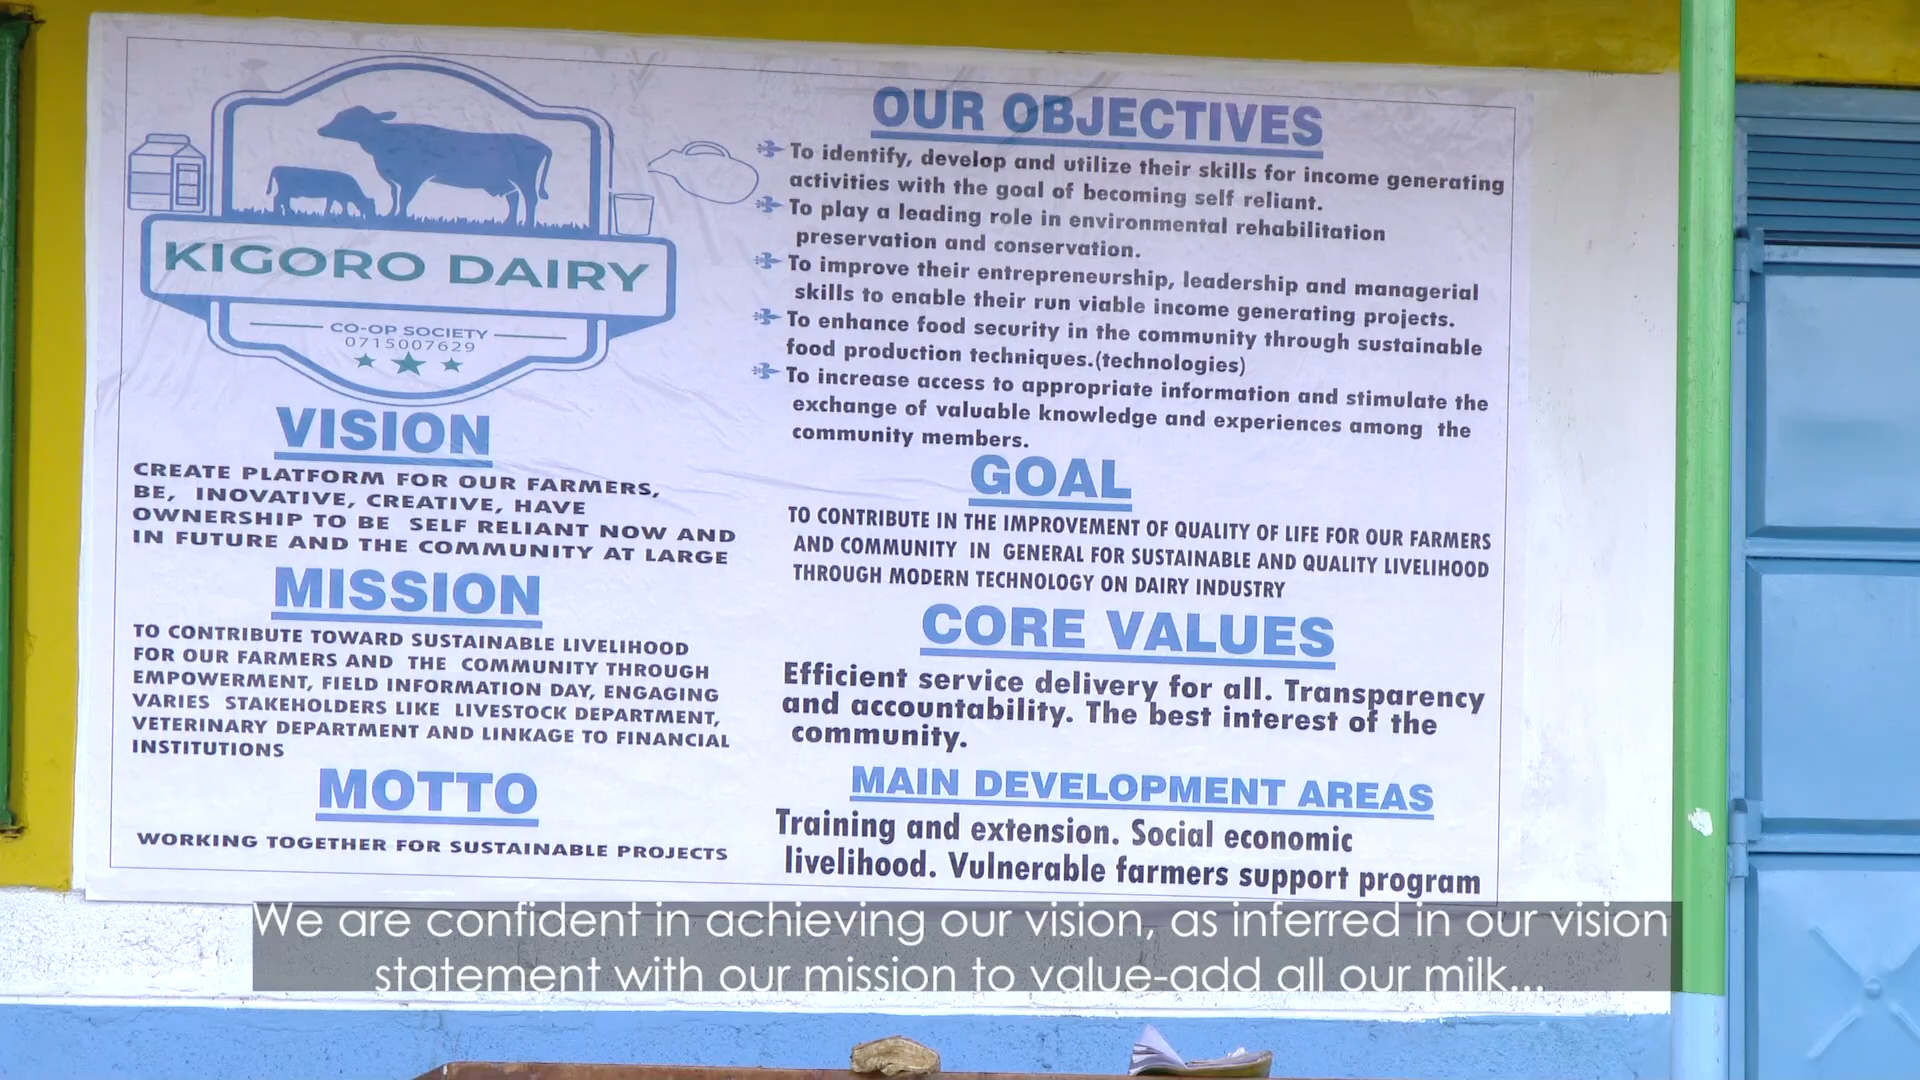 KIGORO DAIRY
CO-OP SOCIETY
0715007629
VISION
CREATE PLATFORM FOR OUR FARMERS,
BE, INOVATIVE, CREATIVE, HAVE
OWNERSHIP TO BE SELF RELIANT NOW AND
IN FUTURE AND THE COMMUNITY AT LARGE
MISSION
TO CONTRIBUTE TOWARD SUSTAINABLE LIVELIHOOD
FOR OUR FARMERS AND THE COMMUNITY THROUGH
EMPOWERMENT, FIELD INFORMATION DAY, ENGAGING
VARIES STAKEHOLDERS LIKE LIVESTOCK DEPARTMENT,
VETERINARY DEPARTMENT AND LINKAGE TO FINANCIAL
INSTITUTIONS
MOTTO
WORKING TOGETHER FOR SUSTAINABLE PROJECTS
OUR OBJECTIVES
To identify, develop and utilize their skills for income generating
activities with the goal of becoming self reliant.
To play a leading role in environmental rehabilitation
preservation and conservation.
To improve their entrepreneurship, leadership and managerial
skills to enable their run viable income generating projects.
To enhance food security in the community through sustainable
food production techniques.(technologies)
To increase access to appropriate information and stimulate the
exchange of valuable knowledge and experiences among the
community members.
GOAL
TO CONTRIBUTE IN THE IMPROVEMENT OF QUALITY OF LIFE FOR OUR FARMERS
AND COMMUNITY IN GENERAL FOR SUSTAINABLE AND QUALITY LIVELIHOOD
THROUGH MODERN TECHNOLOGY ON DAIRY INDUSTRY
CORE VALUES
Efficient service delivery for all. Transparency
and accountability. The best interest of the
community.
MAIN DEVELOPMENT AREAS
Training and extension. Social economic
livelihood. Vulnerable farmers support program
We are confident in achieving our vision, as inferred in our vision
statement with our mission to value-add all our milk...